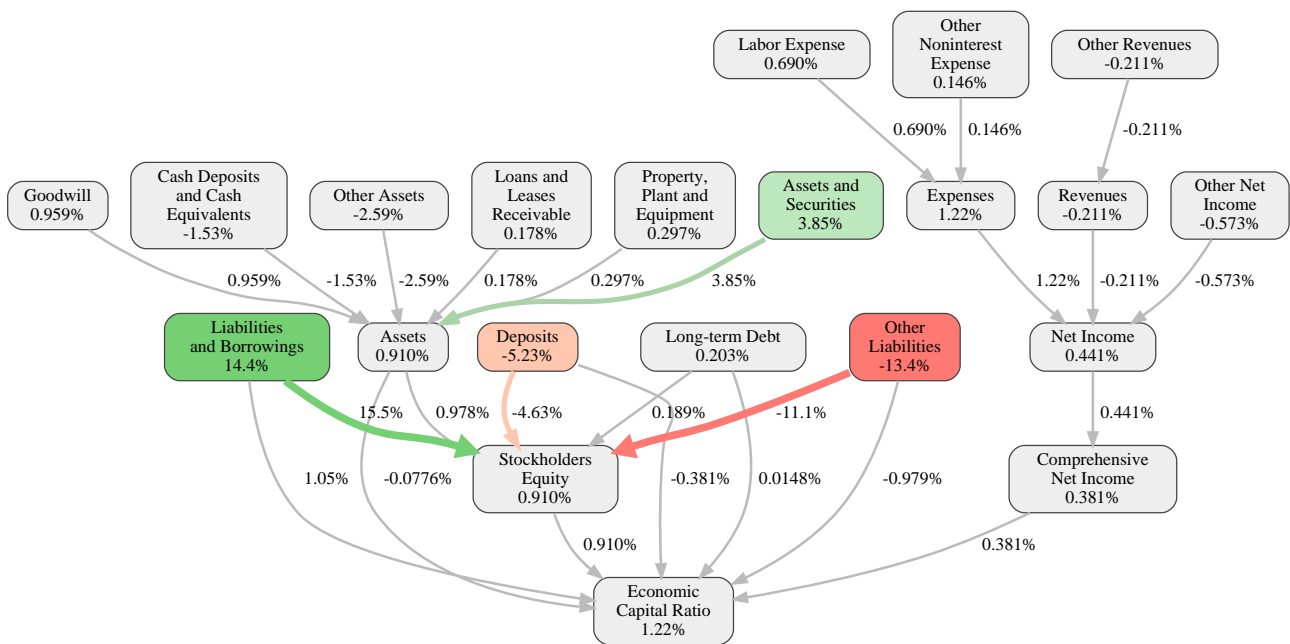 Labor Expense
0.690%
Other
Noninterest
Expense
0.146%
Other Revenues
-0.211%
0.690%
0.146%
-0.211%
Goodwill
0.959%
Cash Deposits
and Cash
Equivalents
-1.53%
Other Assets
-2.59%
Loans and
Leases
Receivable
0.178%
Property,
Plant and
Equipment
0.297%
Assets and
Securities
3.85%
Expenses
1.22%
Revenues
-0.211%
Other Net
Income
-0.573%
0.959%
-1.53%
-2.59%
0.178%
0.297%
3.85%
1.22%
-0.211%
-0.573%
Liabilities
and Borrowings
14.4%
Assets
0.910%
Deposits
-5.23%
Long-term Debt
0.203%
Other
Liabilities
-13.4%
Net Income
0.441%
15.5%
0.978%
-4.63%
0.189%
-11.1%
0.441%
Stockholders
Equity
0.910%
Comprehensive
Net Income
0.381%
1.05%
-0.0776%
-0.381%
0.0148%
-0.979%
0.910%
0.381%
Economic
Capital Ratio
1.22%